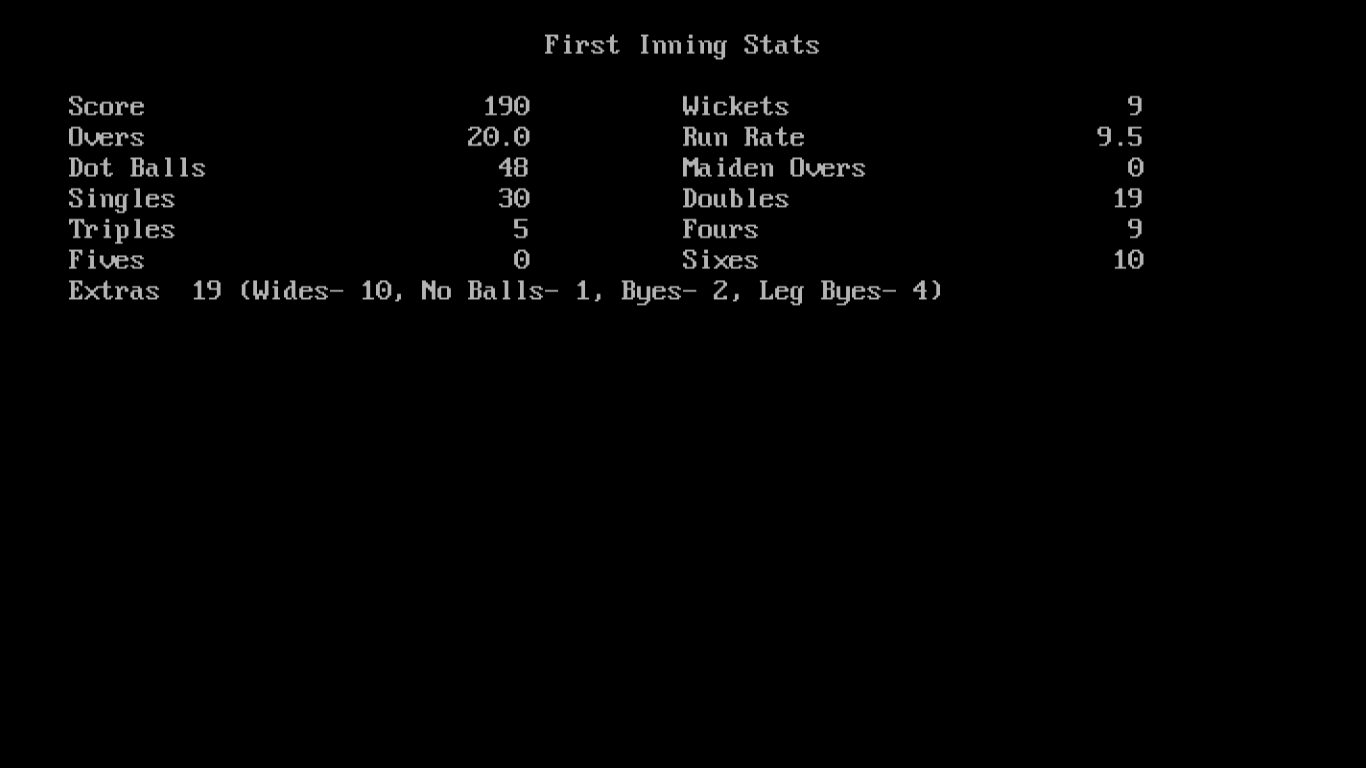 First Inning Stats
Score 190 Wickets 9
Overs 20.0 Run Rate 9.5
Dot Balls 48 Maiden Overs 0
Singles 30 Doubles 19
Triples 5 Fours 9
Fives 0 Sixes 10
Extras 19 (Wides- 10, No Balls- 1, Byes- 2, Leg Byes- 4)